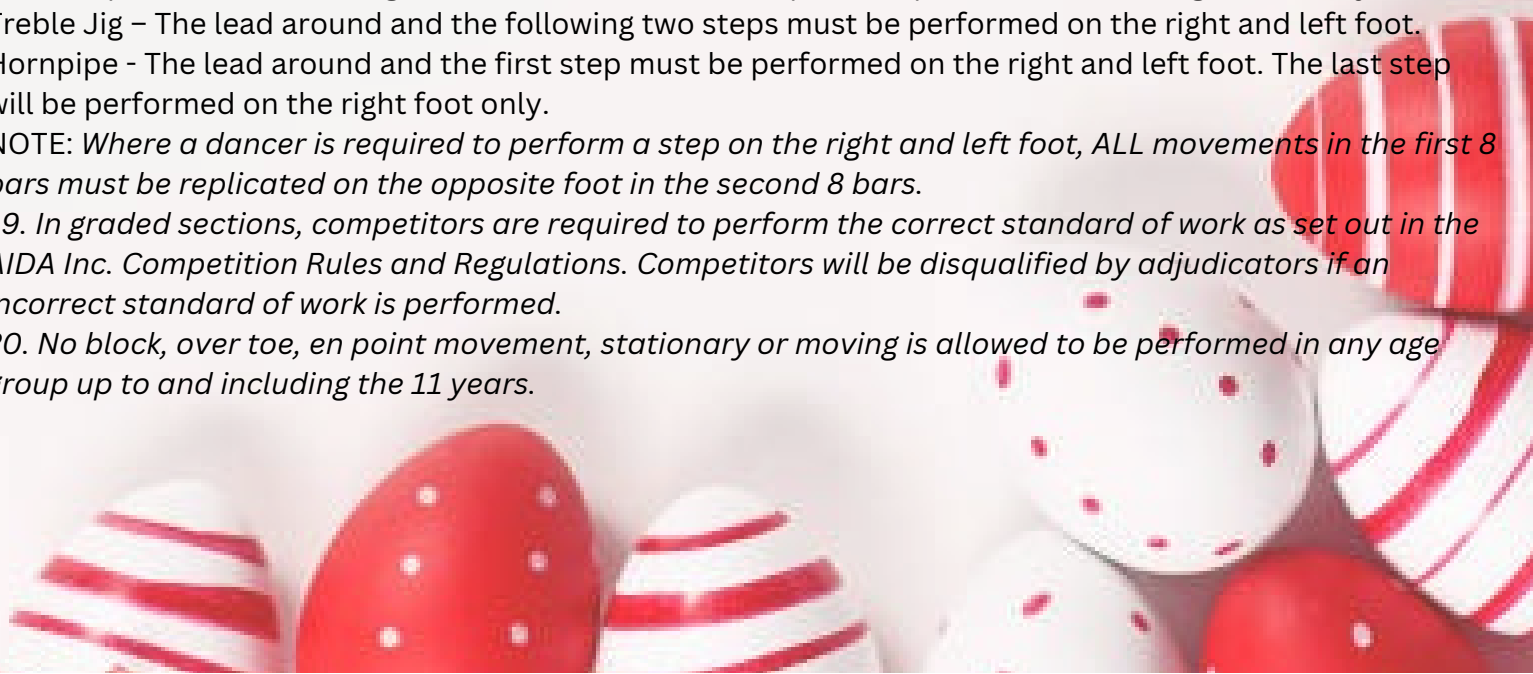 Treble Jig – The lead around and the following two steps must be performed on the right and left foot.
Hornpipe - The lead around and the first step must be performed on the right and left foot. The last step
will be performed on the right foot only.
NOTE: Where a dancer is required to perform a step on the right and left foot, ALL movements in the first 8
bars must be replicated on the opposite foot in the second 8 bars.
9. In graded sections, competitors are required to perform the correct standard of work as set out in the
AIDA Inc. Competition Rules and Regulations. Competitors will be disqualified by adjudicators if an
incorrect standard of work is performed.
20. No block, over toe, en point movement, stationary or moving is allowed to be performed in any age
group up to and including the 11 years.